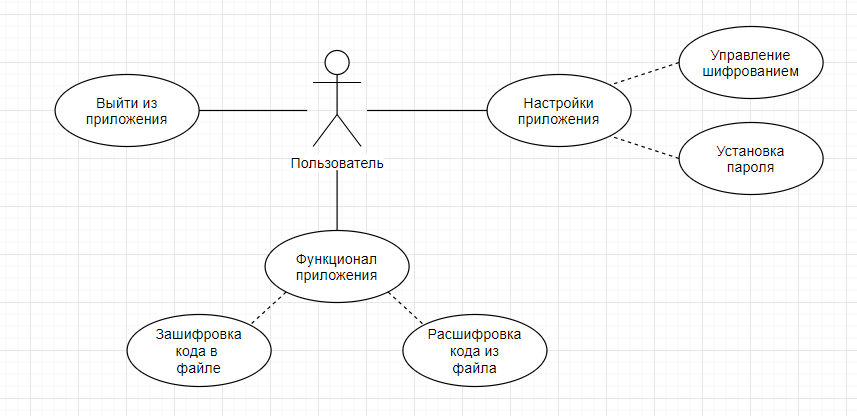 Управление
шифрованием
Выйти из
приложения
Настройки
приложения
Установка
пароля
Пользователь
Функционал
приложения
Зашифровка
кода в
файле
Расшифровка
кода из
файла